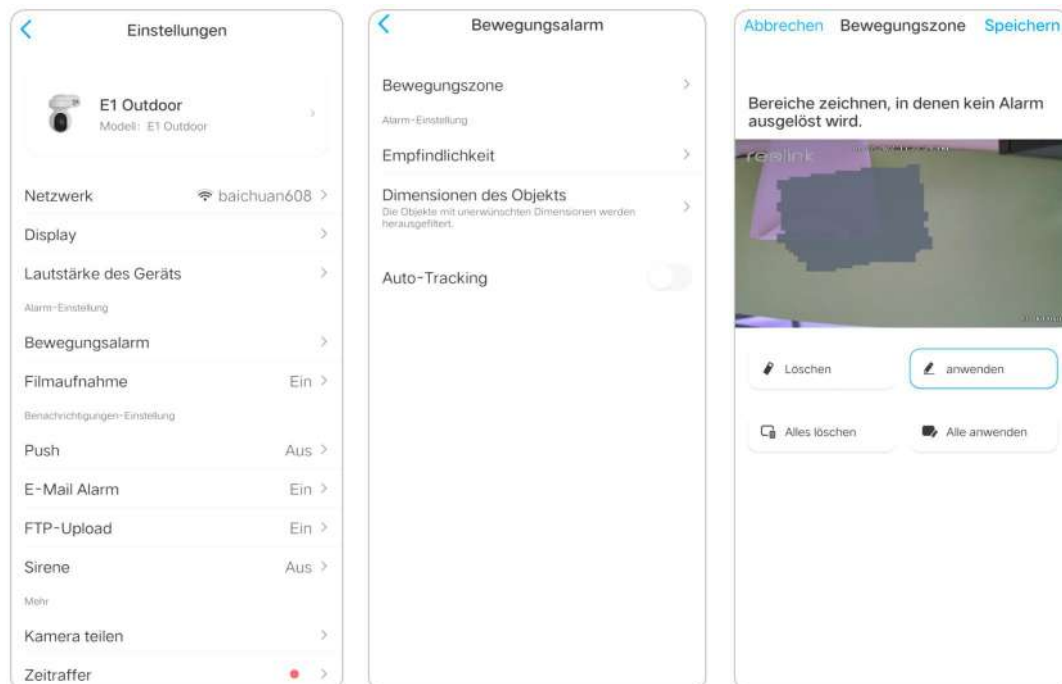 Einstellungen
E1 Outdoor
Modell: E1 Outdoor
Netzwerk baichuan608
Display
Lautstärke des Geräts
Alarm-Einstellung
Bewegungsalarm
Filmaufnahme Ein
Benachrichtigungen-Einstellung
Push Aus
E-Mail Alarm Ein
FTP-Upload Ein
Sirene Aus
Mehr
Kamera teilen
Zeitraffer
Bewegungsalarm
Bewegungszone
Alarm-Einstellung
Empfindlichkeit
Dimensionen des Objekts
Die Objekte mit unerwünschten Dimensionen werden
herausgefiltert.
Auto-Tracking
Abbrechen Bewegungszone Speichern
Bereiche zeichnen, in denen kein Alarm
ausgelöst wird.
reolink
Löschen
anwenden
Alles löschen
Alle anwenden